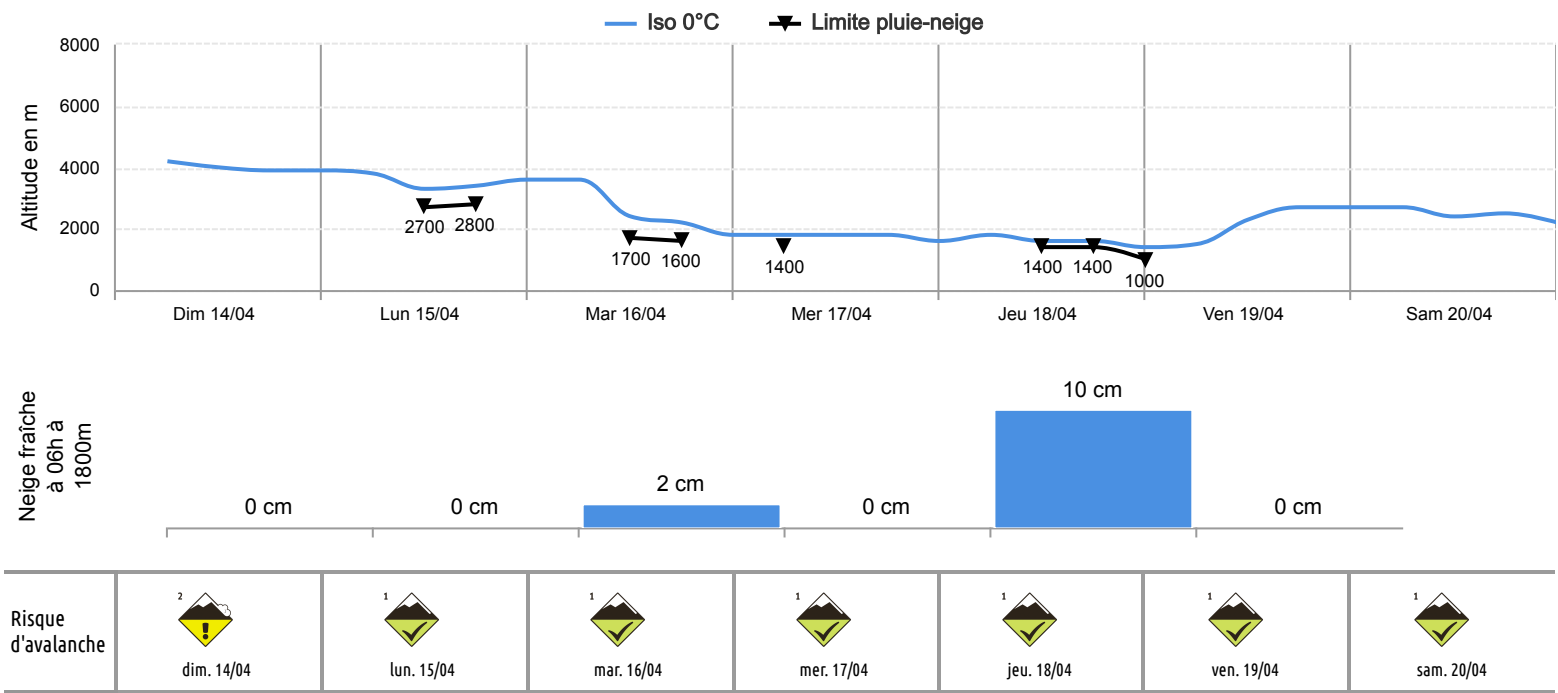 Iso 0°C Limite pluie-neige
Altitude en m
8000
6000
4000
2000
0
2700 2800 1700 1600 1400 1400 1400 1000
Dim 14/04 Lun 15/04 Mar 16/04 Mer 17/04 Jeu 18/04 Ven 19/04 Sam 20/04
Neige fraîche
à 06h à
1800m
0 cm 0 cm 2 cm 0 cm 10 cm 0 cm
Risque
d'avalanche
2 1 1 1 1 1 1
!
dim. 14/04 lun. 15/04 mar. 16/04 mer. 17/04 jeu. 18/04 ven. 19/04 sam. 20/04